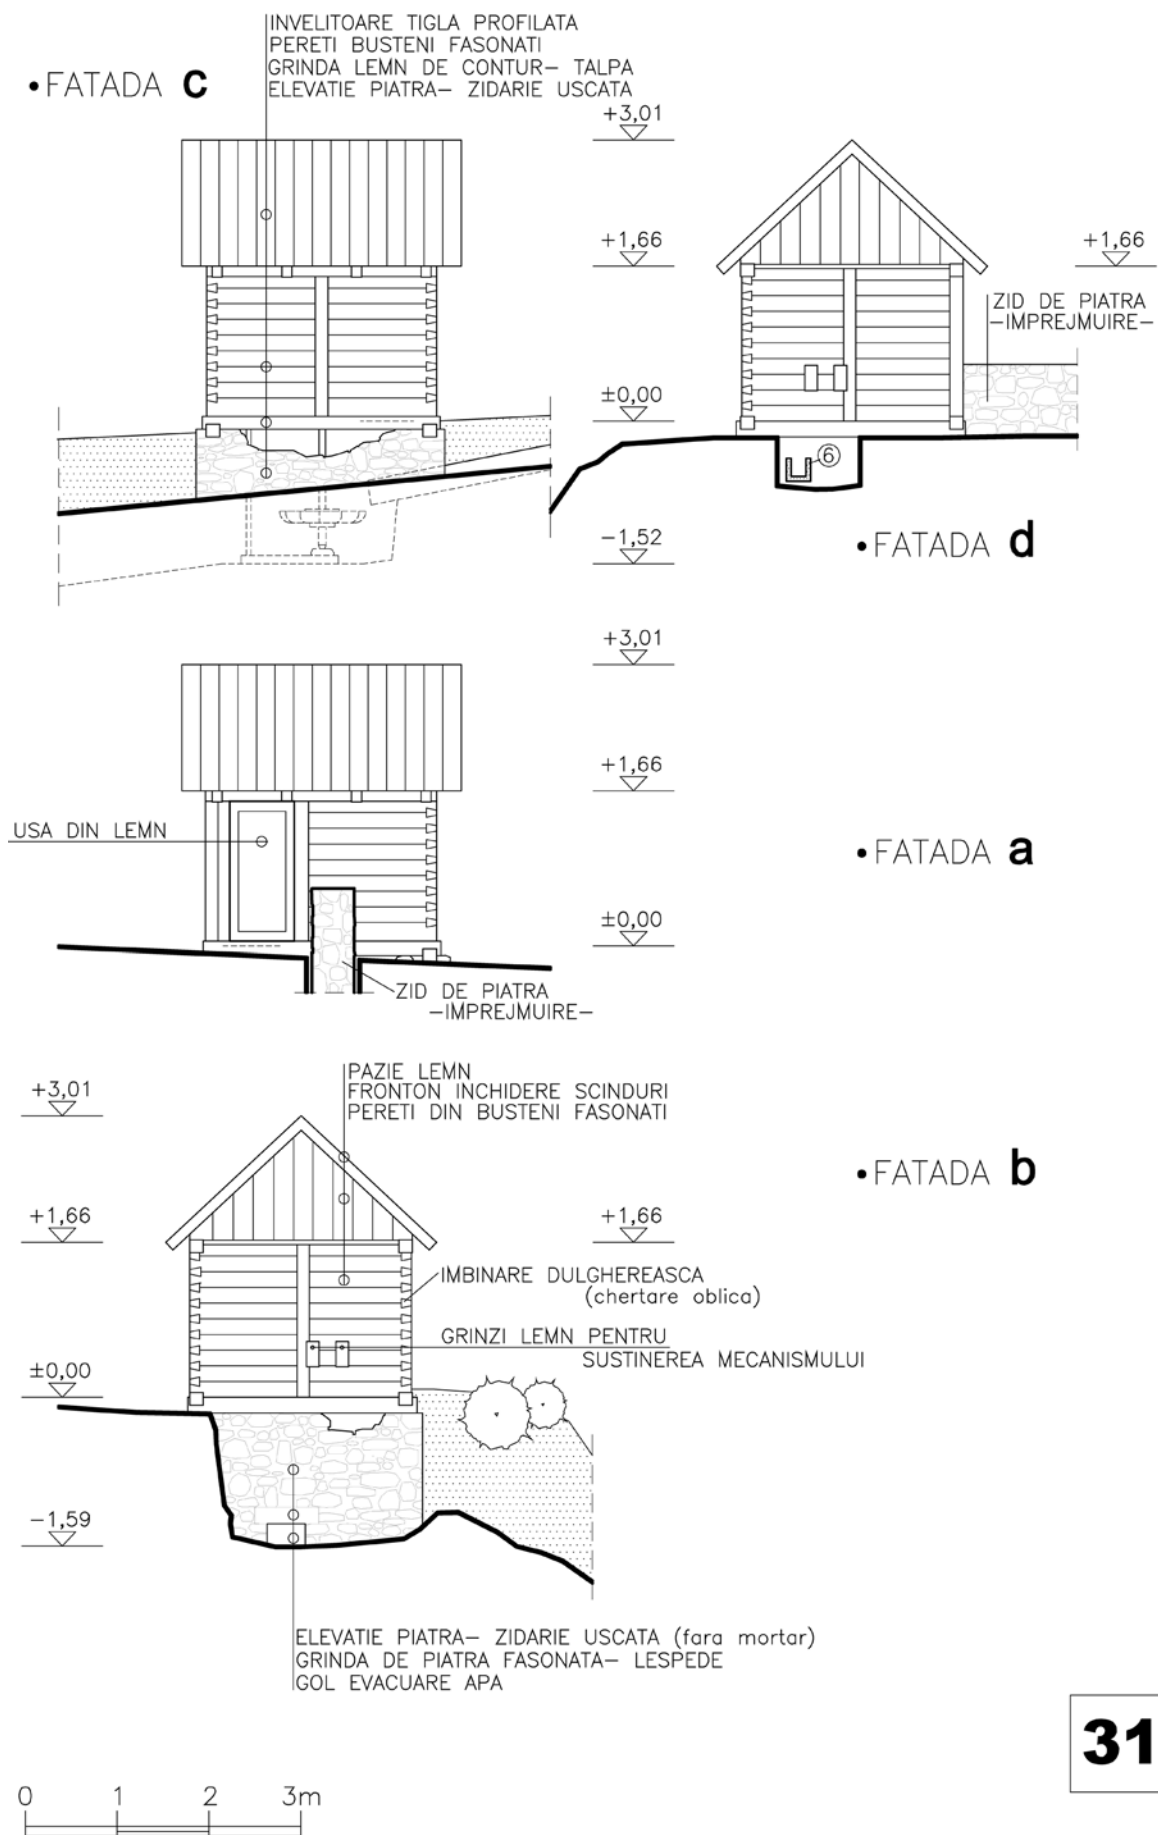 INVELITOARE TIGLA PROFILATA
PERETI BUSTENI FASONATI
GRINDA LEMN DE CONTUR– TALPA
ELEVATIE PIATRA– ZIDARIE USCATA
•FATADA c
+3,01
+1,66
+1,66
ZID DE PIATRA
–IMPREJMUIRE–
±0,00
6
–1,52
•FATADA d
+3,01
+1,66
USA DIN LEMN
•FATADA a
±0,00
ZID DE PIATRA
–IMPREJMUIRE–
PAZIE LEMN
FRONTON INCHIDERE SCINDURI
PERETI DIN BUSTENI FASONATI
+3,01
•FATADA b
+1,66
+1,66
IMBINARE DULGHEREASCA
(chertare oblica)
GRINZI LEMN PENTRU
SUSTINEREA MECANISMULUI
±0,00
–1,59
ELEVATIE PIATRA– ZIDARIE USCATA (fara mortar)
GRINDA DE PIATRA FASONATA– LESPEDE
GOL EVACUARE APA
31
0 1 2 3m